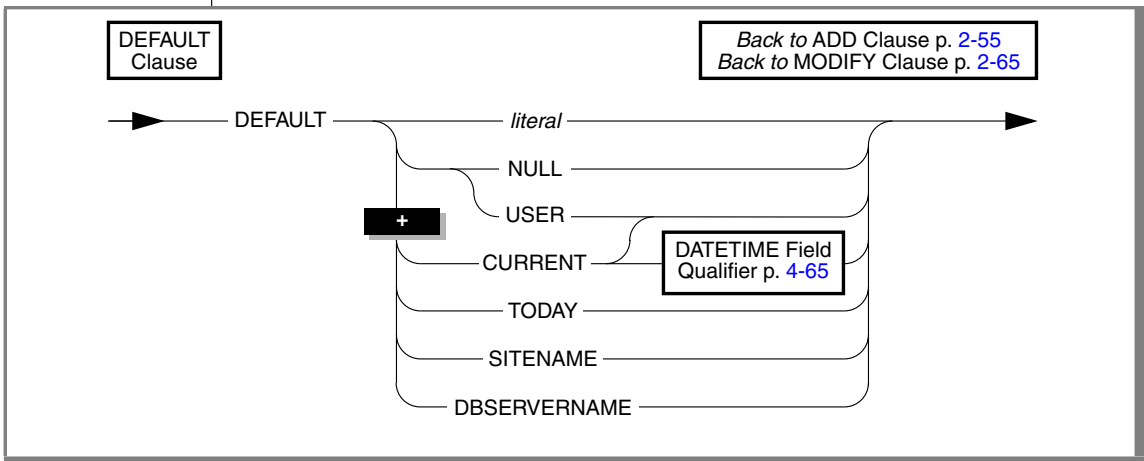 DEFAULT
Clause
Back to ADD Clause p. 2-55
Back to MODIFY Clause p. 2-65
DEFAULT
literal
NULL
USER
+
CURRENT
DATETIME Field
Qualifier p. 4-65
TODAY
SITENAME
DBSERVERNAME